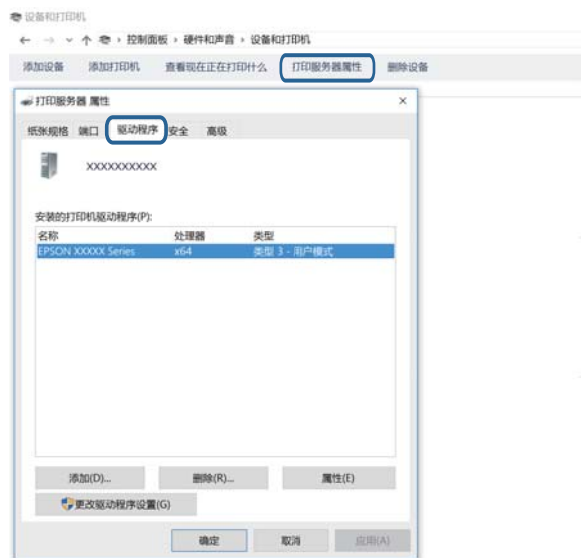 设备和打印机
控制面板 › 硬件和声音 › 设备和打印机
添加设备 添加打印机 查看现在正在打印什么 打印服务器属性 删除设备
打印服务器 属性
纸张规格 端口 驱动程序 安全 高级
XXXXXXXXXX
安装的打印机驱动程序(P):
名称 处理器 类型
EPSON XXXXX Series x64 类型 3 - 用户模式
添加(D)... 删除(R)... 属性(E)
更改驱动程序设置(G)
确定 取消 应用(A)